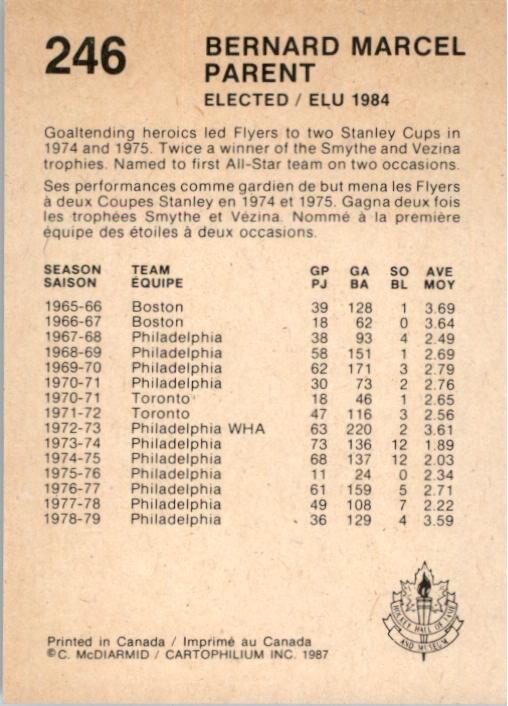 246
BERNARD MARCEL
PARENT
ELECTED / ELU 1984
Goaltending heroics led Flyers to two Stanley Cups in
1974 and 1975. Twice a winner of the Smythe and Vezina
trophies. Named to first All-Star team on two occasions.
Ses performances comme gardien de but mena les Flyers
à deux Coupes Stanley en 1974 et 1975. Gagna deux fois
les trophées Smythe et Vézina. Nommé à la première
équipe des étoiles à deux occasions.
SEASON TEAM GP GA SO AVE
SAISON ÉQUIPE PJ BA BL MOY
1965-66 Boston 39 128 1 3.69
1966-67 Boston 18 62 0 3.64
1967-68 Philadelphia 38 93 4 2.49
1968-69 Philadelphia 58 151 1 2.69
1969-70 Philadelphia 62 171 3 2.79
1970-71 Philadelphia 30 73 2 2.76
1970-71 Toronto 18 46 1 2.65
1971-72 Toronto 47 116 3 2.56
1972-73 Philadelphia WHA 63 220 2 3.61
1973-74 Philadelphia 73 136 12 1.89
1974-75 Philadelphia 68 137 12 2.03
1975-76 Philadelphia 11 24 0 2.34
1976-77 Philadelphia 61 159 5 2.71
1977-78 Philadelphia 49 108 7 2.22
1978-79 Philadelphia 36 129 4 3.59
HOCKEY HALL OF FAME
AND MUSEUM
Printed in Canada / Imprimé au Canada
©C. McDIARMID / CARTOPHILIUM INC. 1987